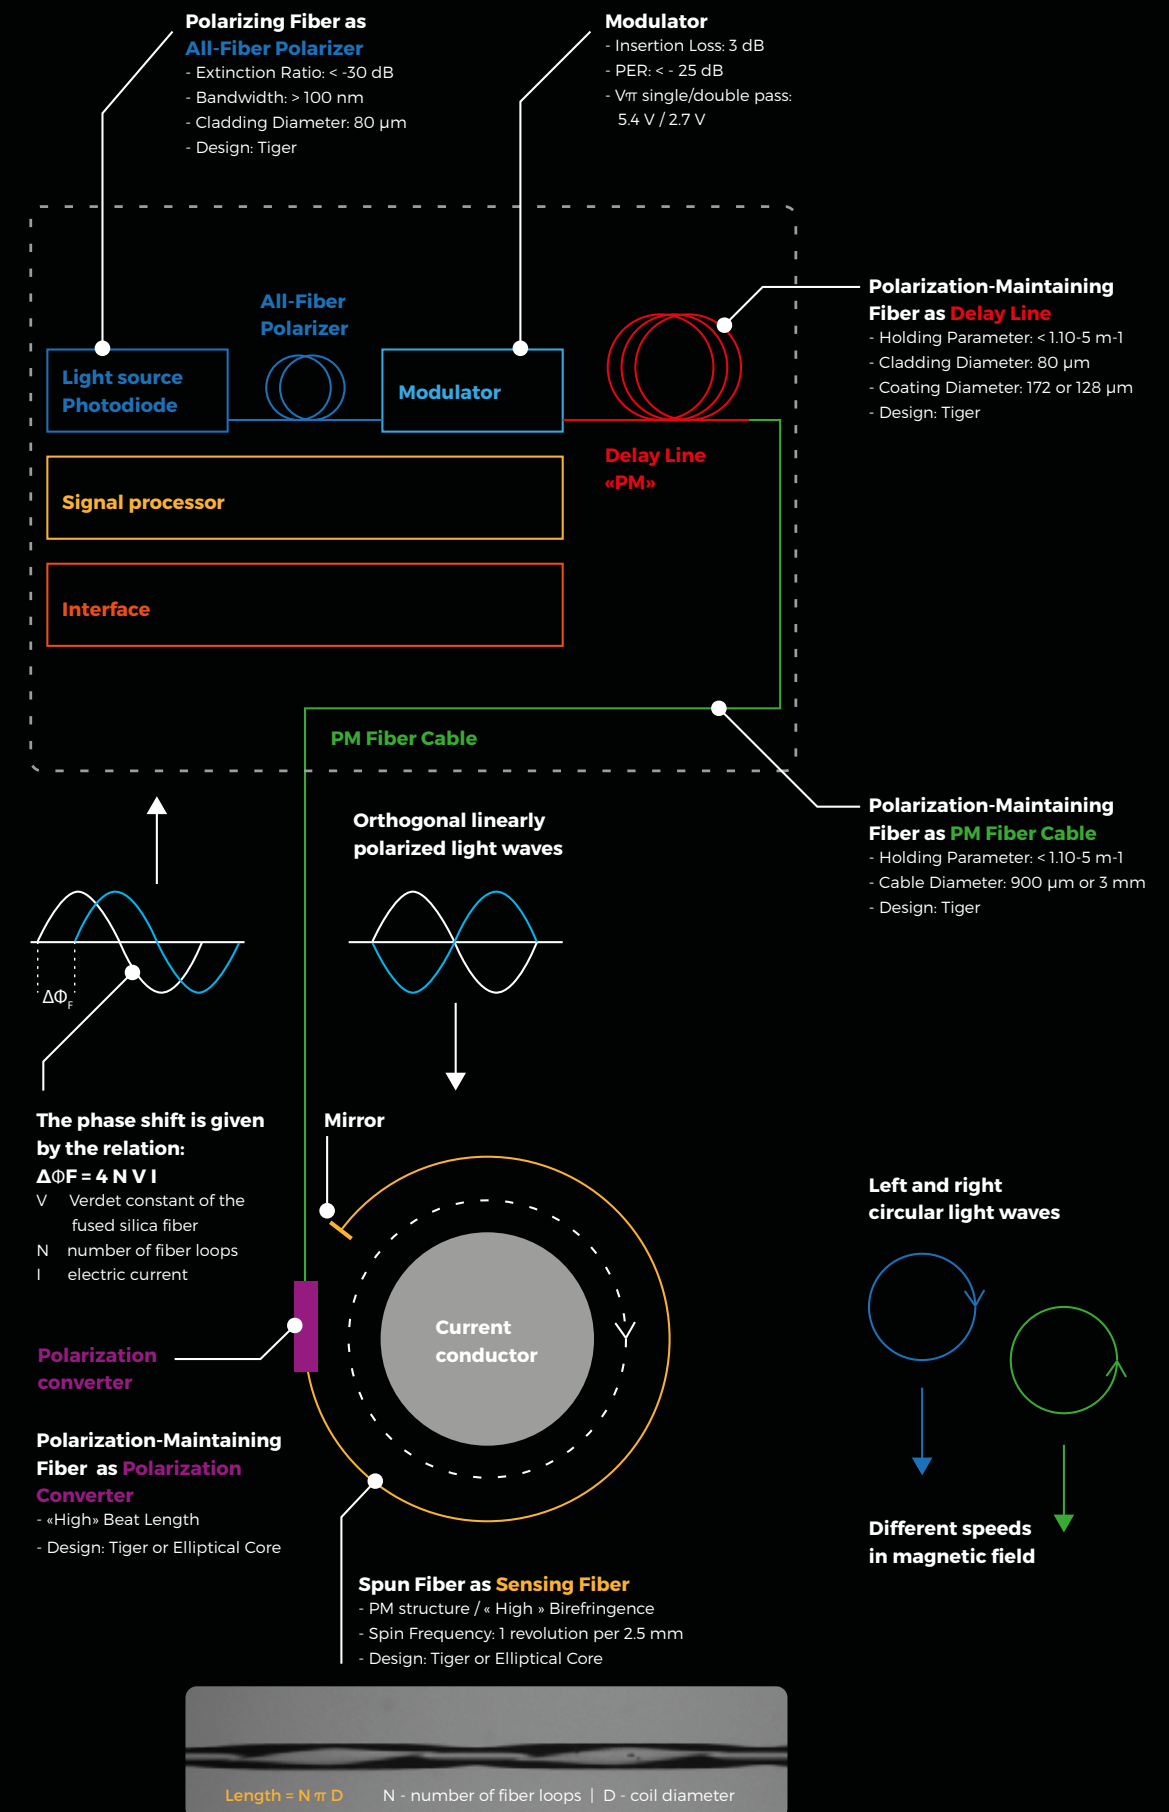 Polarizing Fiber as
All-Fiber Polarizer
- Extinction Ratio: < -30 dB
- Bandwidth: > 100 nm
- Cladding Diameter: 80 µm
- Design: Tiger
Modulator
- Insertion Loss: 3 dB
- PER: < - 25 dB
- Vπ single/double pass:
5.4 V / 2.7 V
All-Fiber
Polarizer
Light source
Photodiode
Modulator
Delay Line
«PM»
Signal processor
Interface
PM Fiber Cable
Polarization-Maintaining
Fiber as Delay Line
- Holding Parameter: < 1.10-5 m-1
- Cladding Diameter: 80 µm
- Coating Diameter: 172 or 128 µm
- Design: Tiger
Polarization-Maintaining
Fiber as PM Fiber Cable
- Holding Parameter: < 1.10-5 m-1
- Cable Diameter: 900 µm or 3 mm
- Design: Tiger
Orthogonal linearly
polarized light waves
ΔΦF
The phase shift is given
by the relation:
ΔΦF = 4 N V I
V Verdet constant of the
fused silica fiber
N number of fiber loops
I electric current
Mirror
Current
conductor
Left and right
circular light waves
Different speeds
in magnetic field
Polarization
converter
Polarization-Maintaining
Fiber as Polarization
Converter
- «High» Beat Length
- Design: Tiger or Elliptical Core
Spun Fiber as Sensing Fiber
- PM structure / « High » Birefringence
- Spin Frequency: 1 revolution per 2.5 mm
- Design: Tiger or Elliptical Core
Length = N π D N - number of fiber loops | D - coil diameter